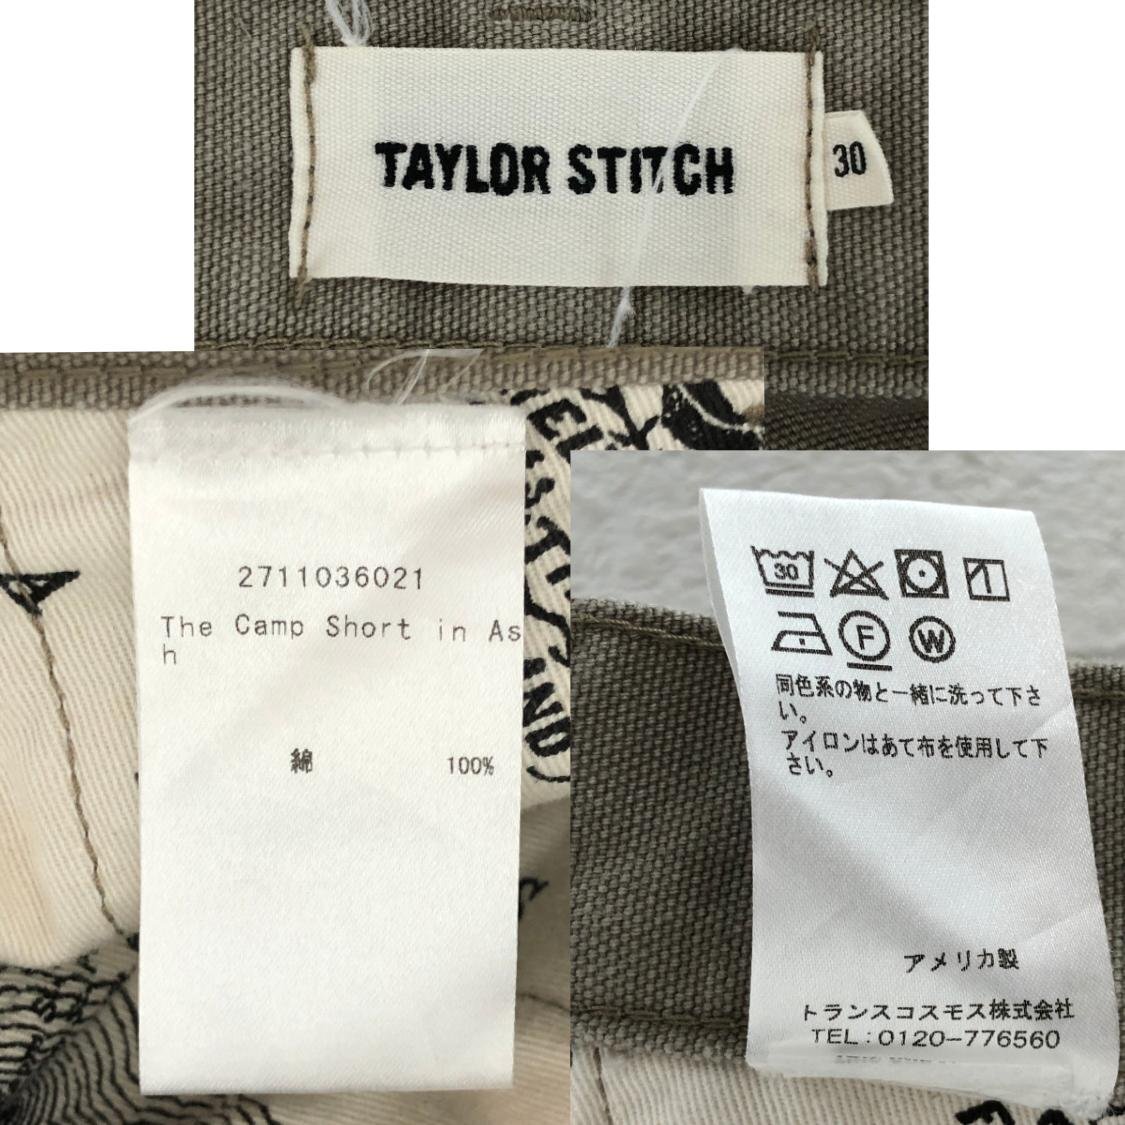 TAYLOR STITCH
30
2711036021
The Camp Short in As
h
綿 100%
30
F
W
同色系の物と一緒に洗って下さ
い。
アイロンはあて布を使用して下
さい。
アメリカ製
トランスコスモス株式会社
TEL:0120-776560